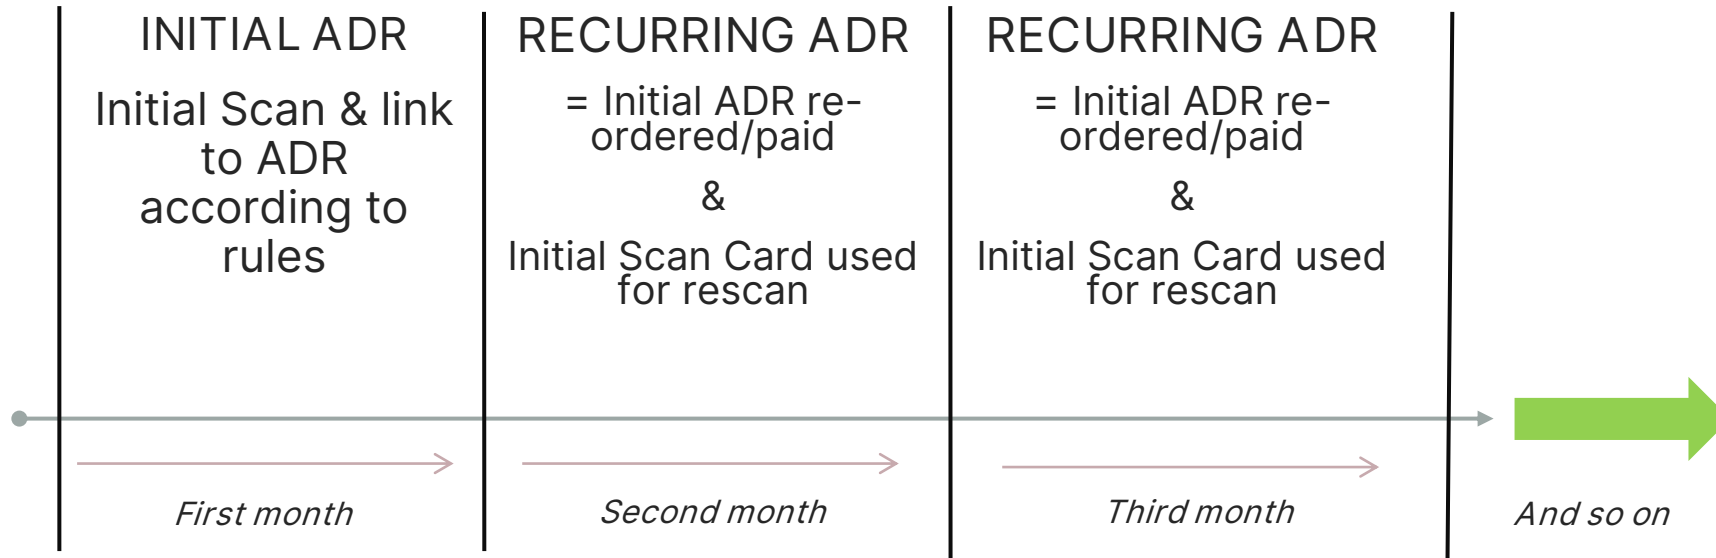 INITIAL ADR
Initial Scan & link
to ADR
according to
rules
RECURRING ADR
= Initial ADR re-
ordered/paid
&
Initial Scan Card used
for rescan
RECURRING ADR
= Initial ADR re-
ordered/paid
&
Initial Scan Card used
for rescan
First month
Second month
Third month
And so on